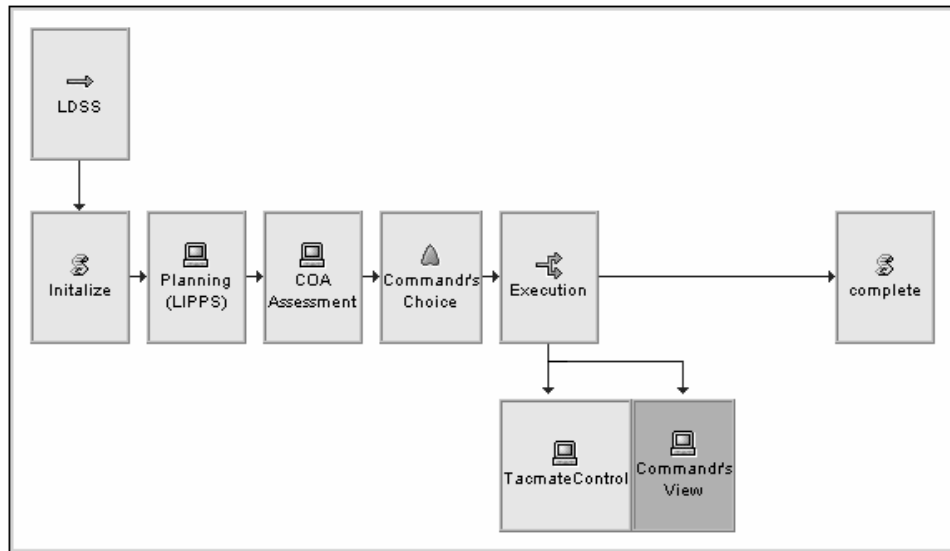 LDSS
Initalize
Planning
(LIPPS)
COA
Assessment
Commandr's
Choice
Execution
complete
TacmateControl
Commandr's
View